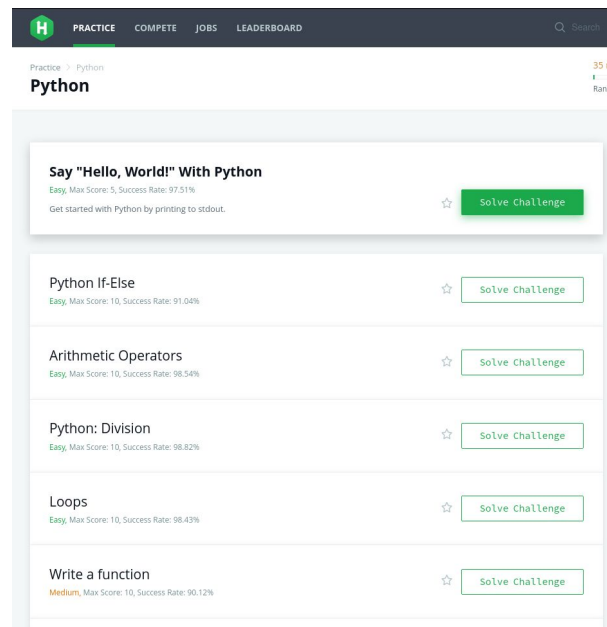 H PRACTICE COMPETE JOBS LEADERBOARD Search
Practice > Python
35
Python
Ran
Say "Hello, World!" With Python
Easy, Max Score: 5, Success Rate: 97.51%
Get started with Python by printing to stdout.
Solve Challenge
Python If-Else
Easy, Max Score: 10, Success Rate: 91.04%
Solve Challenge
Arithmetic Operators
Easy, Max Score: 10, Success Rate: 98.54%
Solve Challenge
Python: Division
Easy, Max Score: 10, Success Rate: 98.82%
Solve Challenge
Loops
Easy, Max Score: 10, Success Rate: 98.43%
Solve Challenge
Write a function
Medium, Max Score: 10, Success Rate: 90.12%
Solve Challenge